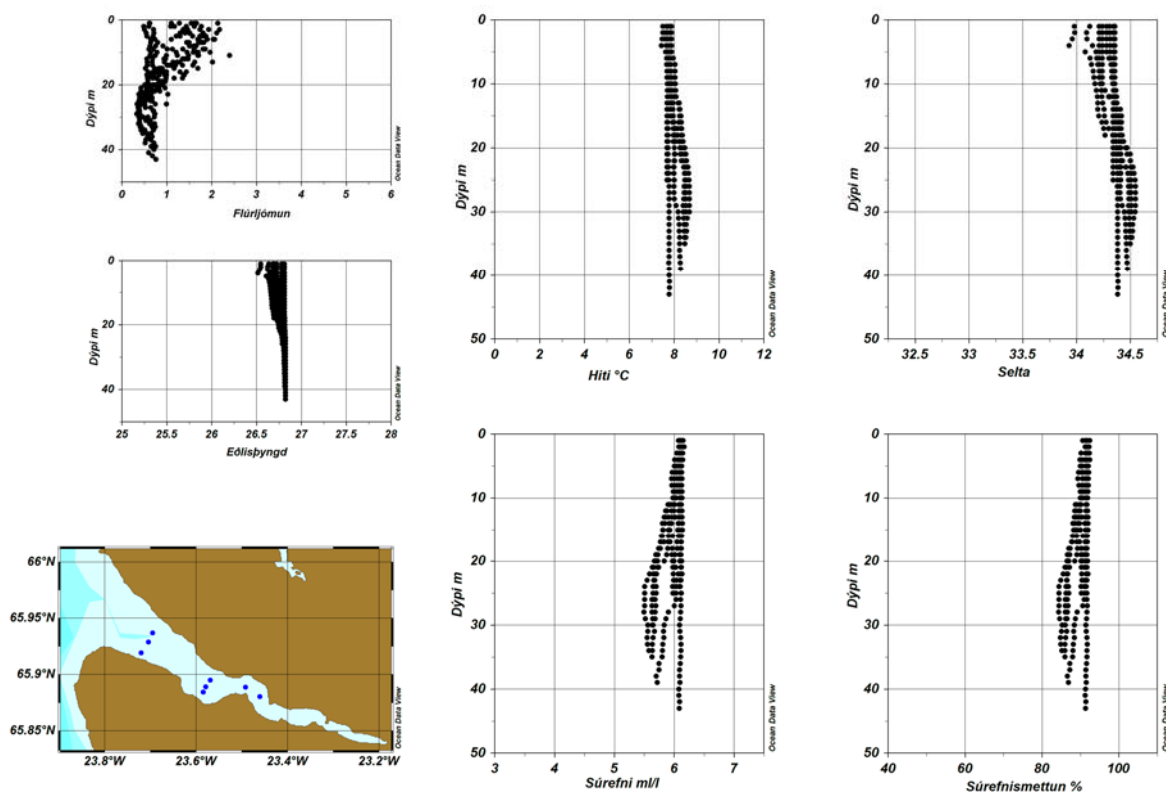 0
20
40
Dýpi m
0 1 2 3 4 5 6
Flúrljómun
Ocean Data View
0
20
40
Dýpi m
25 25.5 26 26.5 27 27.5 28
Eðlisþyngd
Ocean Data View
66°N
65.95°N
65.9°N
65.85°N
23.8°W 23.6°W 23.4°W 23.2°W
Ocean Data View
0
10
20
30
40
50
Dýpi m
0 2 4 6 8 10 12
Hiti °C
Ocean Data View
0
10
20
30
40
50
Dýpi m
32.5 33 33.5 34 34.5
Selta
Ocean Data View
0
10
20
30
40
50
Dýpi m
3 4 5 6 7
Súrefni ml/l
Ocean Data View
0
10
20
30
40
50
Dýpi m
40 60 80 100
Súrefnismettun %
Ocean Data View